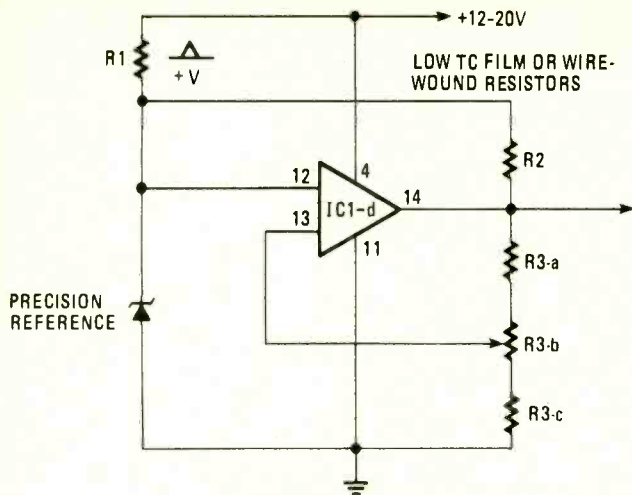 +12-20V
R1
+V
LOW TC FILM OR WIRE-
WOUND RESISTORS
R2
12
4
13
IC1-d
14
11
R3-a
PRECISION
REFERENCE
R3-b
R3-c